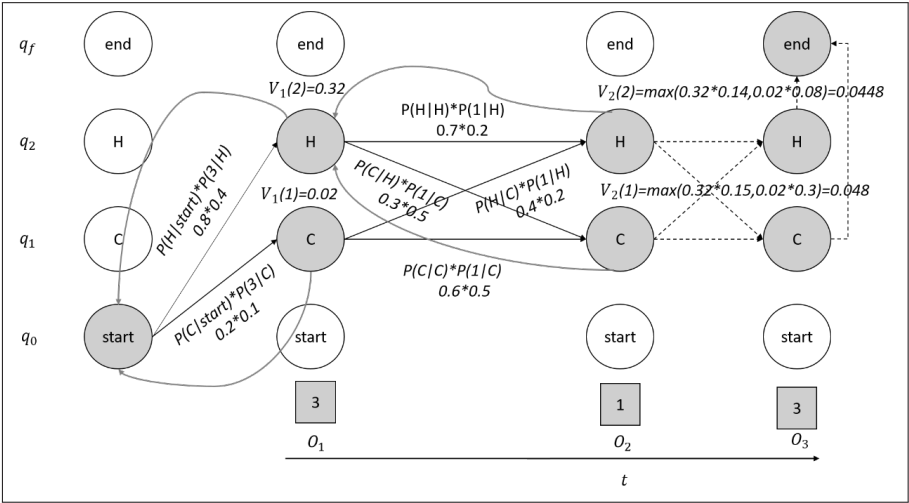 q_f end end end end
V_1(2)=0.32
V_2(2)=max(0.32*0.14,0.02*0.08)=0.0448
P(H|H)*P(1|H)
0.7*0.2
q_2 H H H H
P(H|start)*P(3|H)
0.8*0.4
P(C|H)*P(1|C)
0.3*0.5
P(H|C)*P(1|H)
0.4*0.2
V_1(1)=0.02
V_2(1)=max(0.32*0.15,0.02*0.3)=0.048
q_1 C C C C
P(C|C)*P(1|C)
0.6*0.5
P(C|start)*P(3|C)
0.2*0.1
q_0 start start start start
3 1 3
O_1 O_2 O_3
t